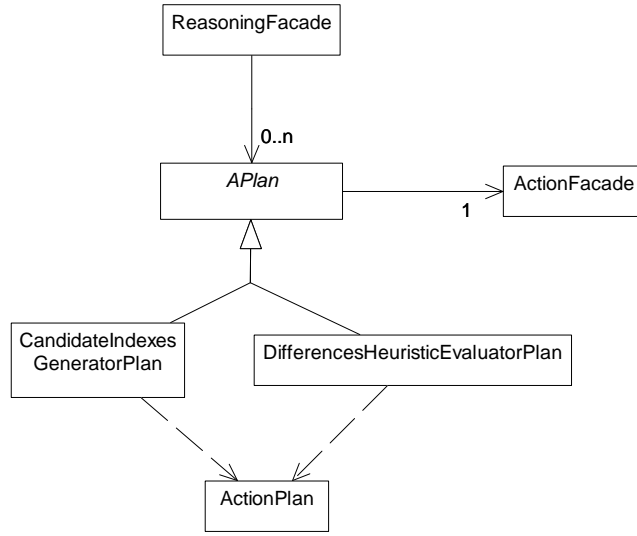 ReasoningFacade
0..n
APlan
ActionFacade
1
CandidateIndexes
GeneratorPlan
DifferencesHeuristicEvaluatorPlan
ActionPlan